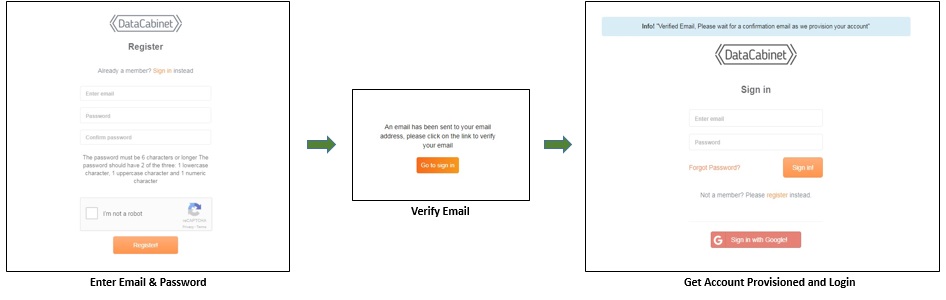 DataCabinet
Register
Already a member? Sign in instead
Enter email
Password
Confirm password
The password must be 6 characters or longer The
password should have 2 of the three: 1 lowercase
character, 1 uppercase character and 1 numeric
character
I'm not a robot
reCAPTCHA
Privacy - Terms
Register!
Enter Email & Password
An email has been sent to your email
address, please click on the link to verify
your email
Go to sign in
Verify Email
Info! "Verified Email, Please wait for a confirmation email as we provision your account"
DataCabinet
Sign in
Enter email
Password
Forgot Password?
Sign in!
Not a member? Please register instead.
G Sign in with Google!
Get Account Provisioned and Login